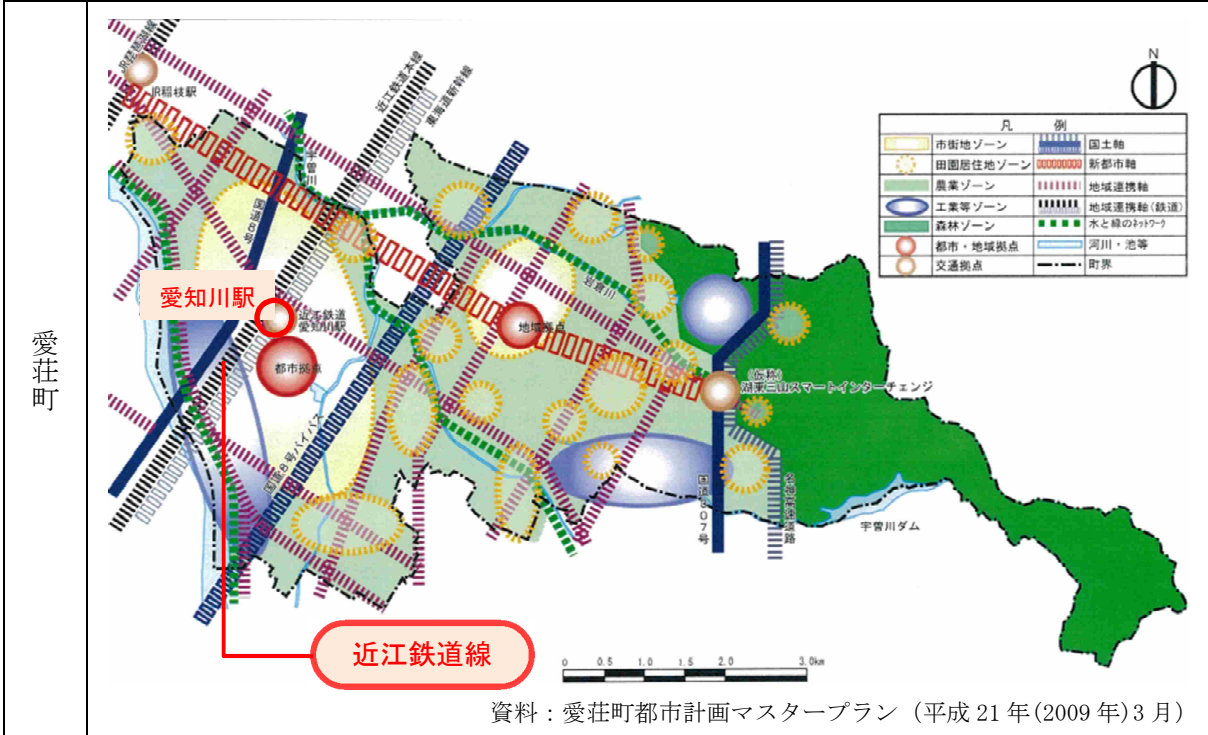 愛荘町
JR琵琶湖線
JR稲枝駅
近江鉄道本線
東海道新幹線
宇曽川
国道8号
愛知川駅
近江鉄道
愛知川駅
都市拠点
地域拠点
岩倉川
(仮称)
湖東三山スマートインターチェンジ
国道8号バイパス
国道307号
名神高速道路
宇曽川ダム
近江鉄道線
N
凡 例
市街地ゾーン
国土軸
田園居住地ゾーン
新都市軸
農業ゾーン
地域連携軸
工業等ゾーン
地域連携軸(鉄道)
森林ゾーン
水と緑のネットワーク
都市・地域拠点
河川・池等
交通拠点
町界
0 0.5 1.0 1.5 2.0 3.0km
資料：愛荘町都市計画マスタープラン（平成 21 年(2009 年)3 月）